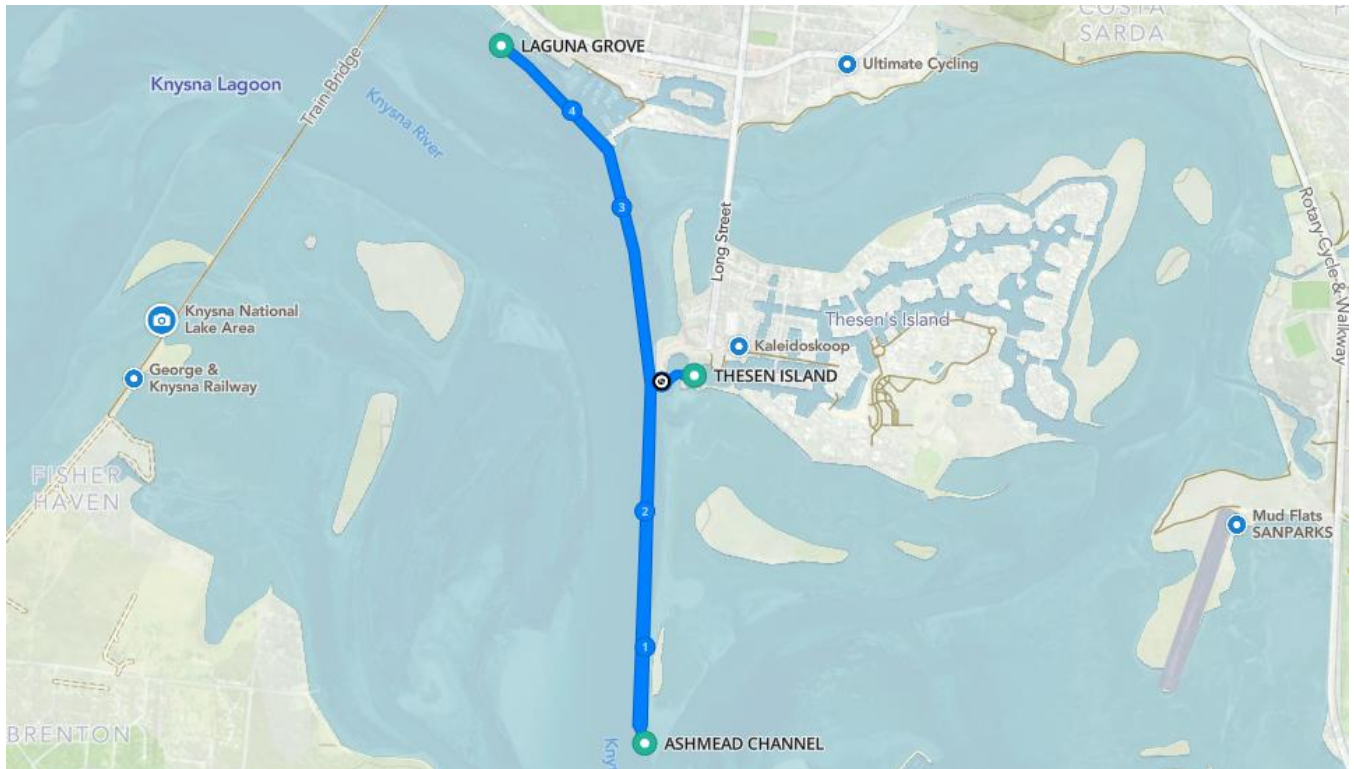 COSTA
SARDA
LAGUNA GROVE
Ultimate Cycling
Knysna Lagoon
Train Bridge
Knysna River
4
3
Long Street
Rotary Cycle & Walkway
Knysna National
Lake Area
Thesen's Island
Kaleidoskoop
George &
Knysna Railway
THESEN ISLAND
FISHER
HAVEN
2
Mud Flats
SANPARKS
1
BRENTON
ASHMEAD CHANNEL
Kny